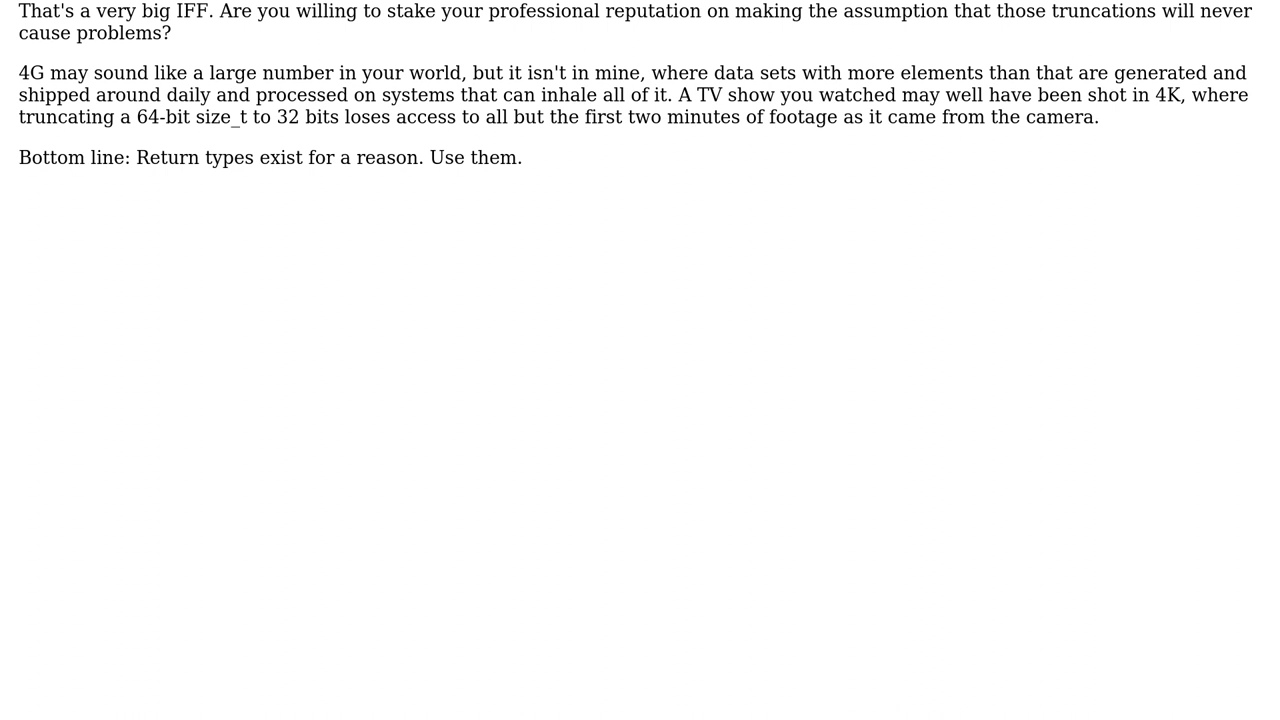 That's a very big IFF. Are you willing to stake your professional reputation on making the assumption that those truncations will never
cause problems?
4G may sound like a large number in your world, but it isn't in mine, where data sets with more elements than that are generated and
shipped around daily and processed on systems that can inhale all of it. A TV show you watched may well have been shot in 4K, where
truncating a 64-bit size_t to 32 bits loses access to all but the first two minutes of footage as it came from the camera.
Bottom line: Return types exist for a reason. Use them.